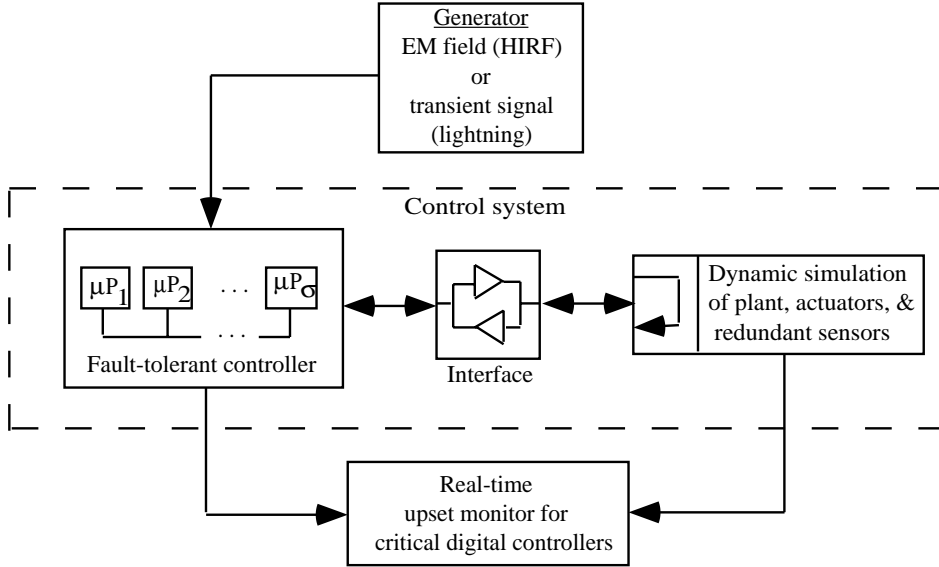 Generator
EM field (HIRF)
or
transient signal
(lightning)
Control system
μP1 μP2 . . . μPσ
. . .
Fault-tolerant controller
Interface
Dynamic simulation
of plant, actuators, &
redundant sensors
Real-time
upset monitor for
critical digital controllers